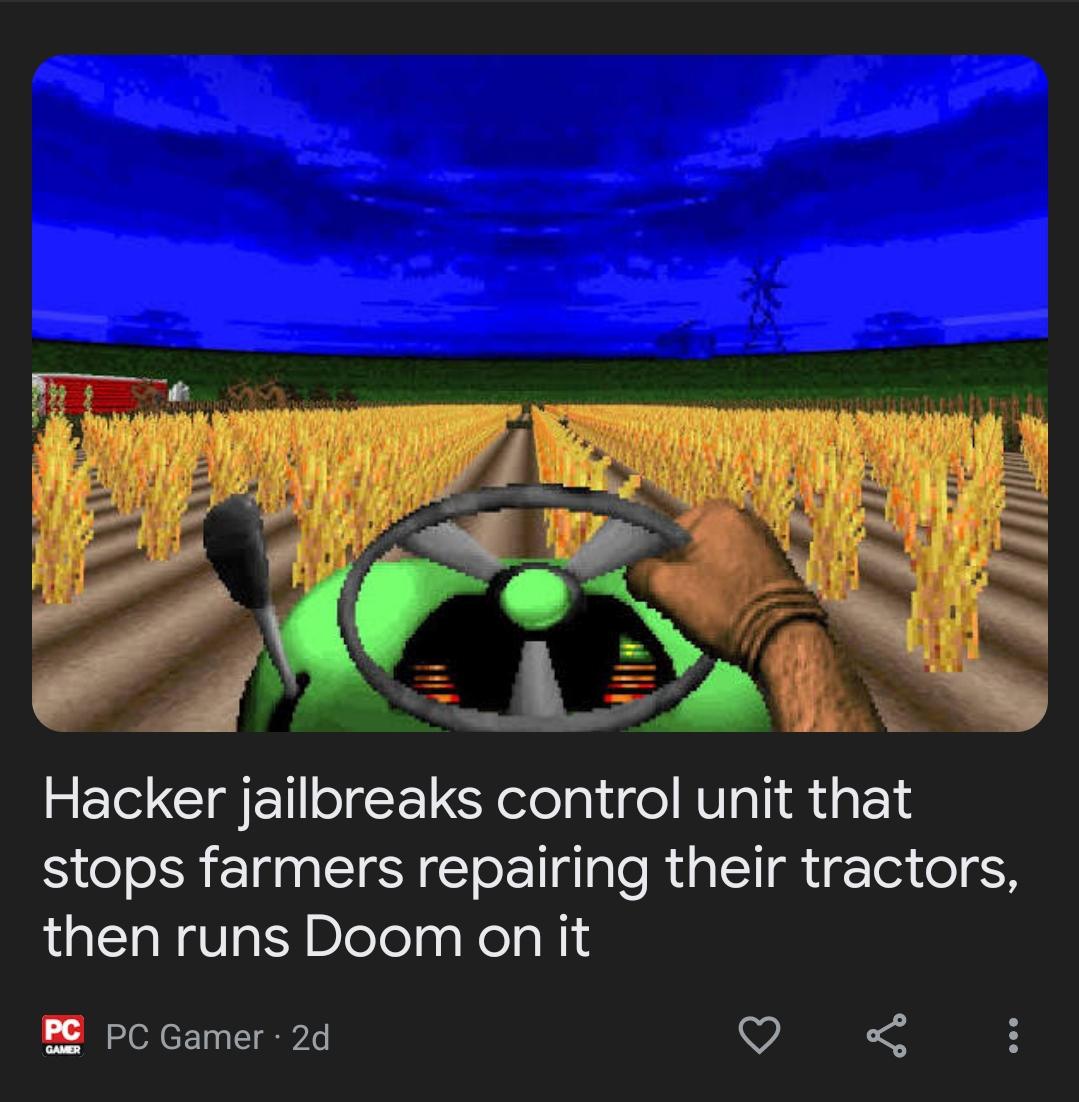 Hacker jailbreaks control unit that
stops farmers repairing their tractors,
then runs Doom on it
PC
GAMER
PC Gamer · 2d